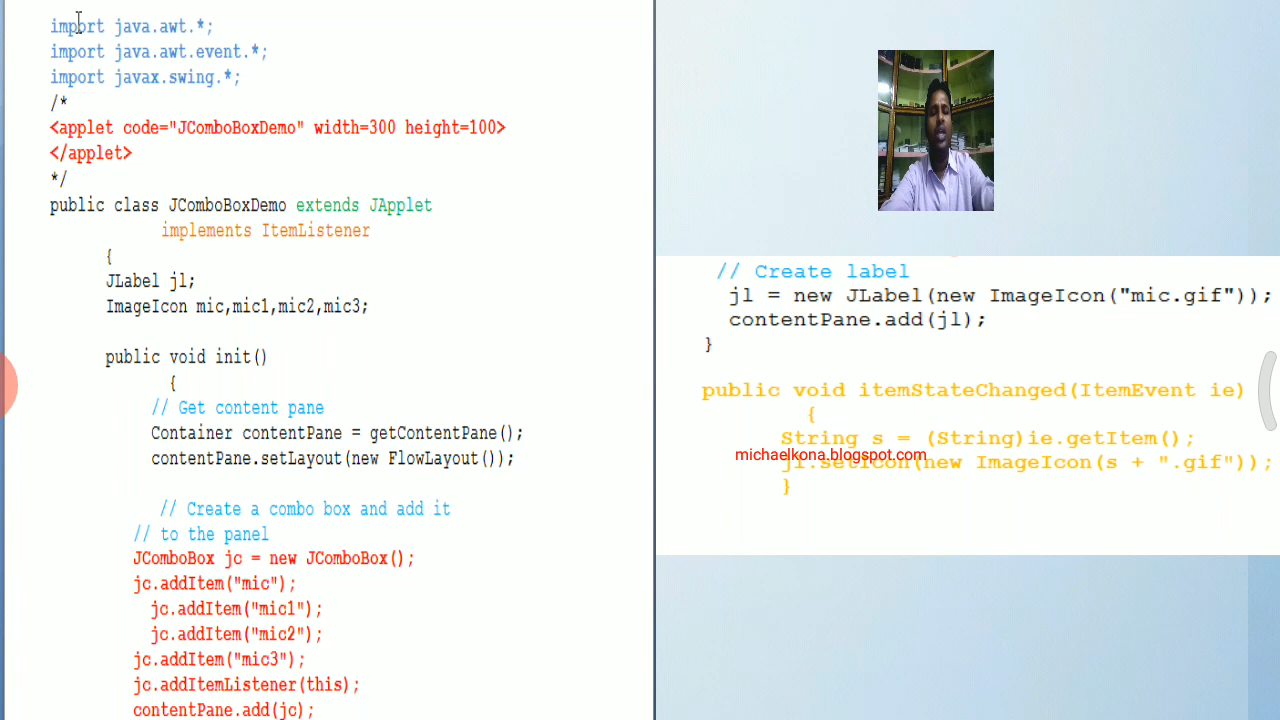 import java.awt.*;
import java.awt.event.*;
import javax.swing.*;
/*
<applet code="JComboBoxDemo" width=300 height=100>
</applet>
*/
public class JComboBoxDemo extends JApplet
implements ItemListener
{
JLabel jl;
ImageIcon mic,mic1,mic2,mic3;
public void init()
{
// Get content pane
Container contentPane = getContentPane();
contentPane.setLayout(new FlowLayout());
// Create a combo box and add it
// to the panel
JComboBox jc = new JComboBox();
jc.addItem("mic");
jc.addItem("mic1");
jc.addItem("mic2");
jc.addItem("mic3");
jc.addItemListener(this);
contentPane.add(jc);
// Create label
jl = new JLabel(new ImageIcon("mic.gif"));
contentPane.add(jl);
}
public void itemStateChanged(ItemEvent ie)
{
String s = (String)ie.getItem();
michaelkona.blogspot.com
jl.setIcon(new ImageIcon(s + ".gif"));
}